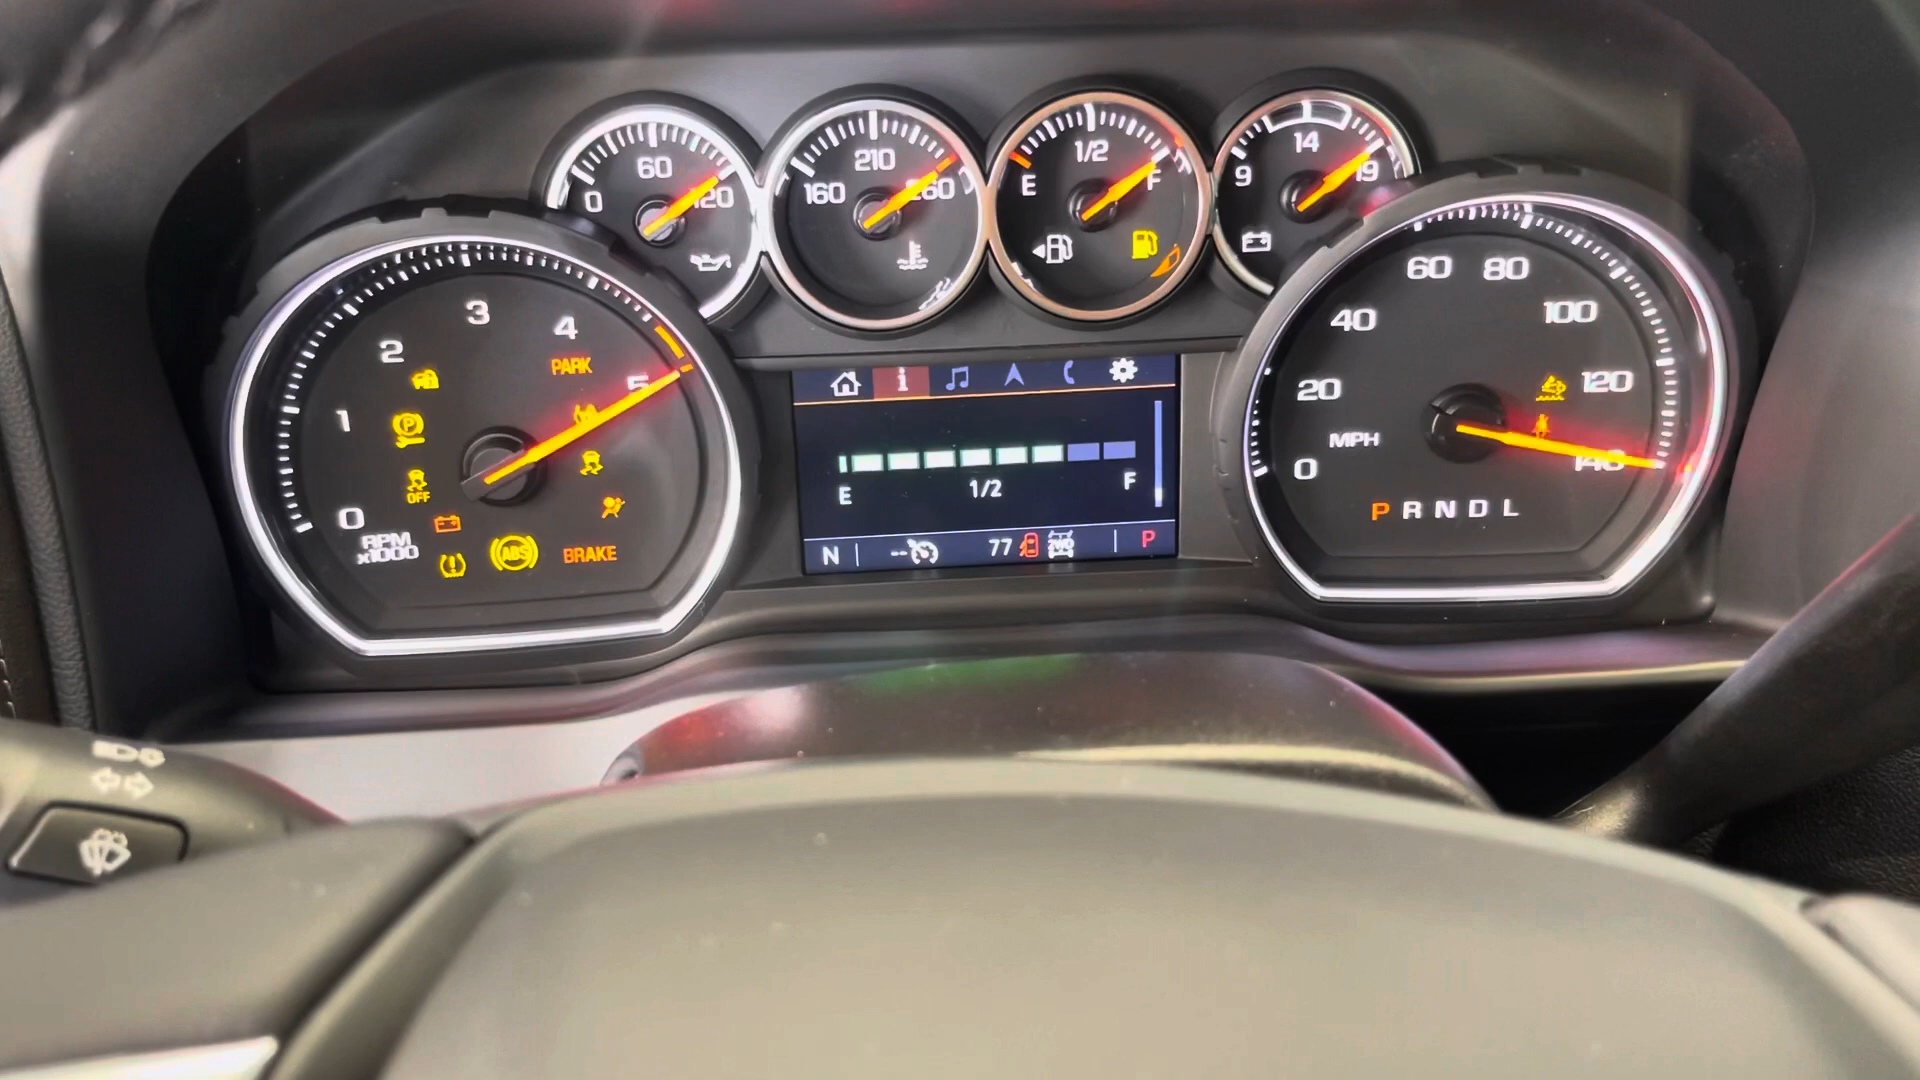 0 60 120
160 210 260
E 1/2 F
9 14 19
0 1 2 3 4 5
PARK
P
OFF
RPM
x1000
ABS
BRAKE
i
E 1/2 F
N -- 77 2WD P
0 20 40 60 80 100 120 140
MPH
P R N D L